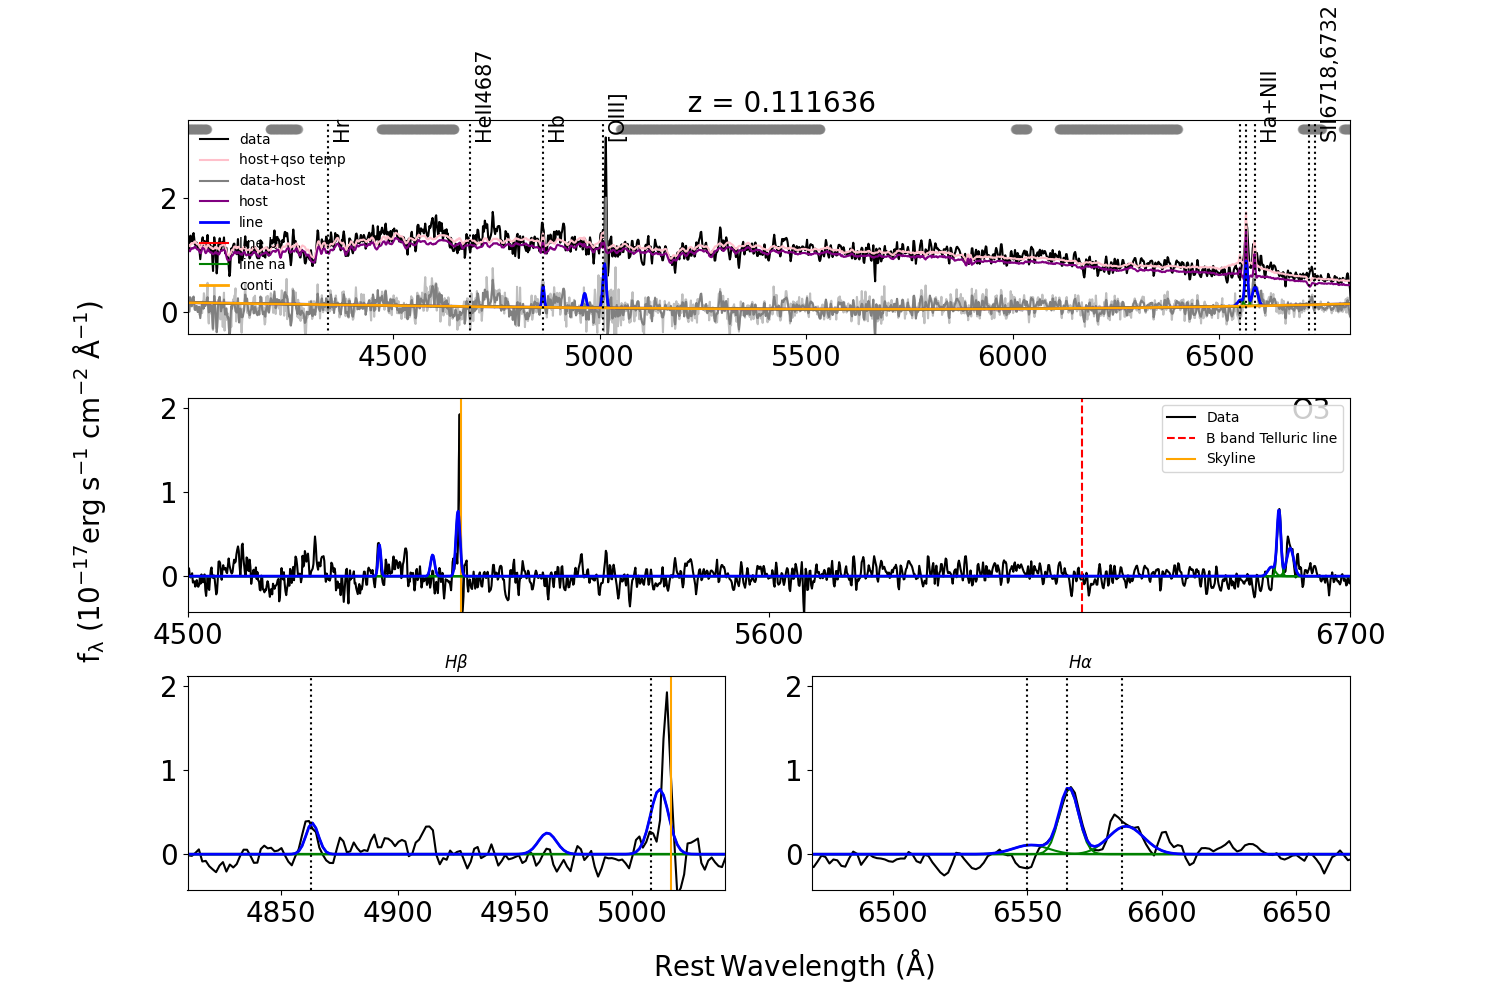 z = 0.111636
Hr
HeII4687
Hb
[OIII]
Ha+NII
SII6718,6732
data
host+qso temp
data-host
host
line
line
line na
conti
2
0
4500
5000
5500
6000
6500
O3
Data
B band Telluric line
Skyline
2
1
0
4500
5600
6700
fλ (10⁻¹⁷erg s⁻¹ cm⁻² Å⁻¹)
Hβ
2
1
0
4850
4900
4950
5000
Hα
2
1
0
6500
6550
6600
6650
Rest Wavelength (Å)